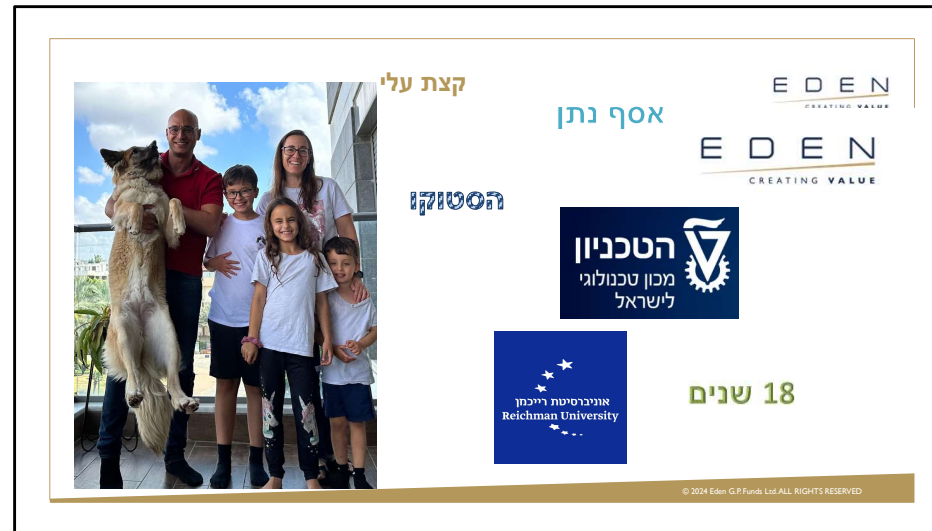 קצת עלי
אסף נתן
EDEN
CREATING VALUE
EDEN
CREATING VALUE
הסטוקו
הטכניון
מכון טכנולוגי
לישראל
אוניברסיטת רייכמן
Reichman University
18 שנים
© 2024 Eden G.P. Funds Ltd. ALL RIGHTS RESERVED